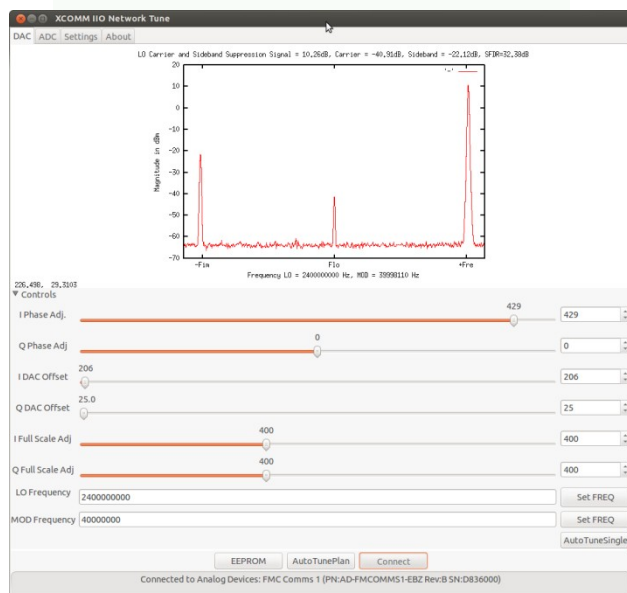 XCOMM IIO Network Tune
DAC ADC Settings About
LO Carrier and Sideband Suppression Signal = 10.26dB, Carrier = -40.91dB, Sideband = -22.12dB, SFDR=32.38dB
20
10
0
-10
-20
-30
-40
-50
-60
-70
Magnitude in dBm
-Fim Flo +Fre
Frequency LO = 2400000000 Hz, MOD = 39998110 Hz
226.498, 29.3103
Controls
429
I Phase Adj. 429
0
Q Phase Adj 0
206
I DAC Offset 206
25.0
Q DAC Offset 25
400
I Full Scale Adj 400
400
Q Full Scale Adj 400
LO Frequency 2400000000 Set FREQ
MOD Frequency 40000000 Set FREQ
AutoTuneSingle
EEPROM AutoTunePlan Connect
Connected to Analog Devices: FMC Comms 1 (PN:AD-FMCOMMS1-EBZ Rev:B SN:D836000)